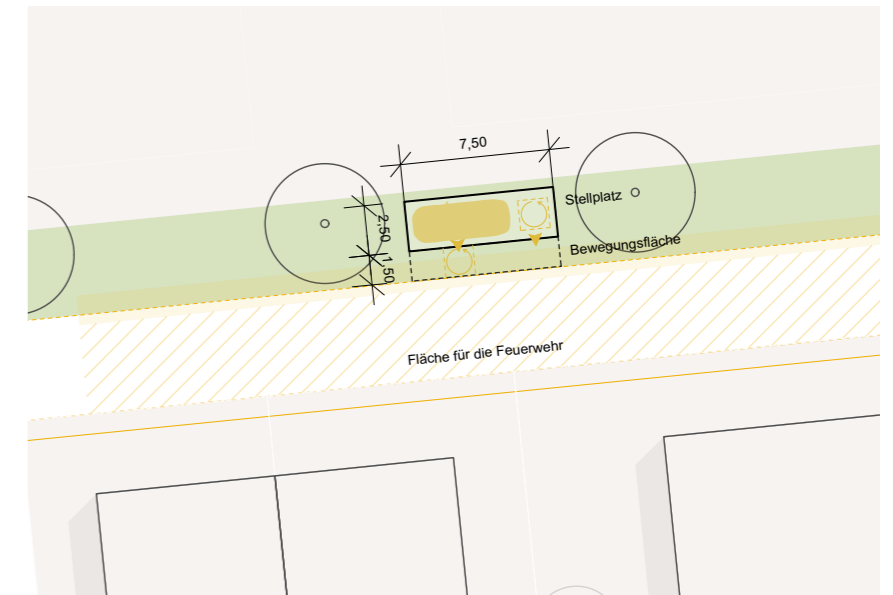 7,50
Stellplatz
2,50
Bewegungsfläche
1,50
Fläche für die Feuerwehr